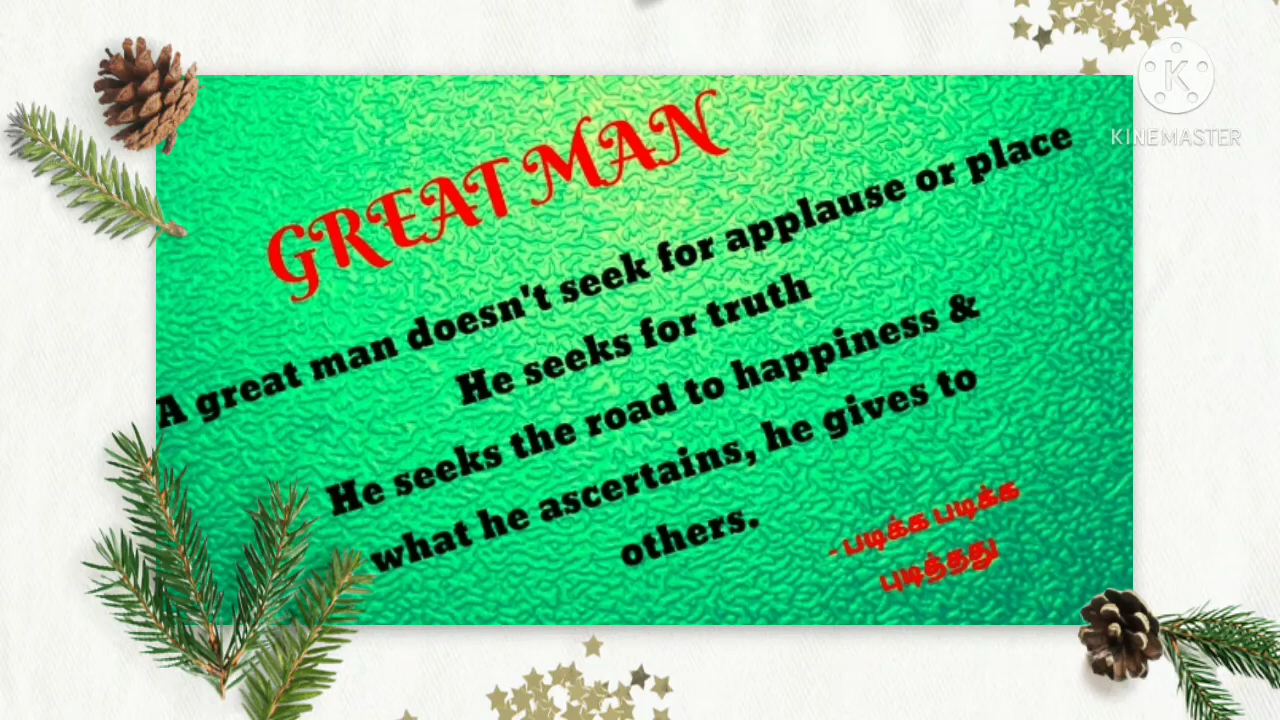 GREAT MAN
A great man doesn't seek for applause or place
He seeks for truth
He seeks the road to happiness &
what he ascertains, he gives to
others.
- படிக்க படிக்க
புடித்தது
K
KINEMASTER